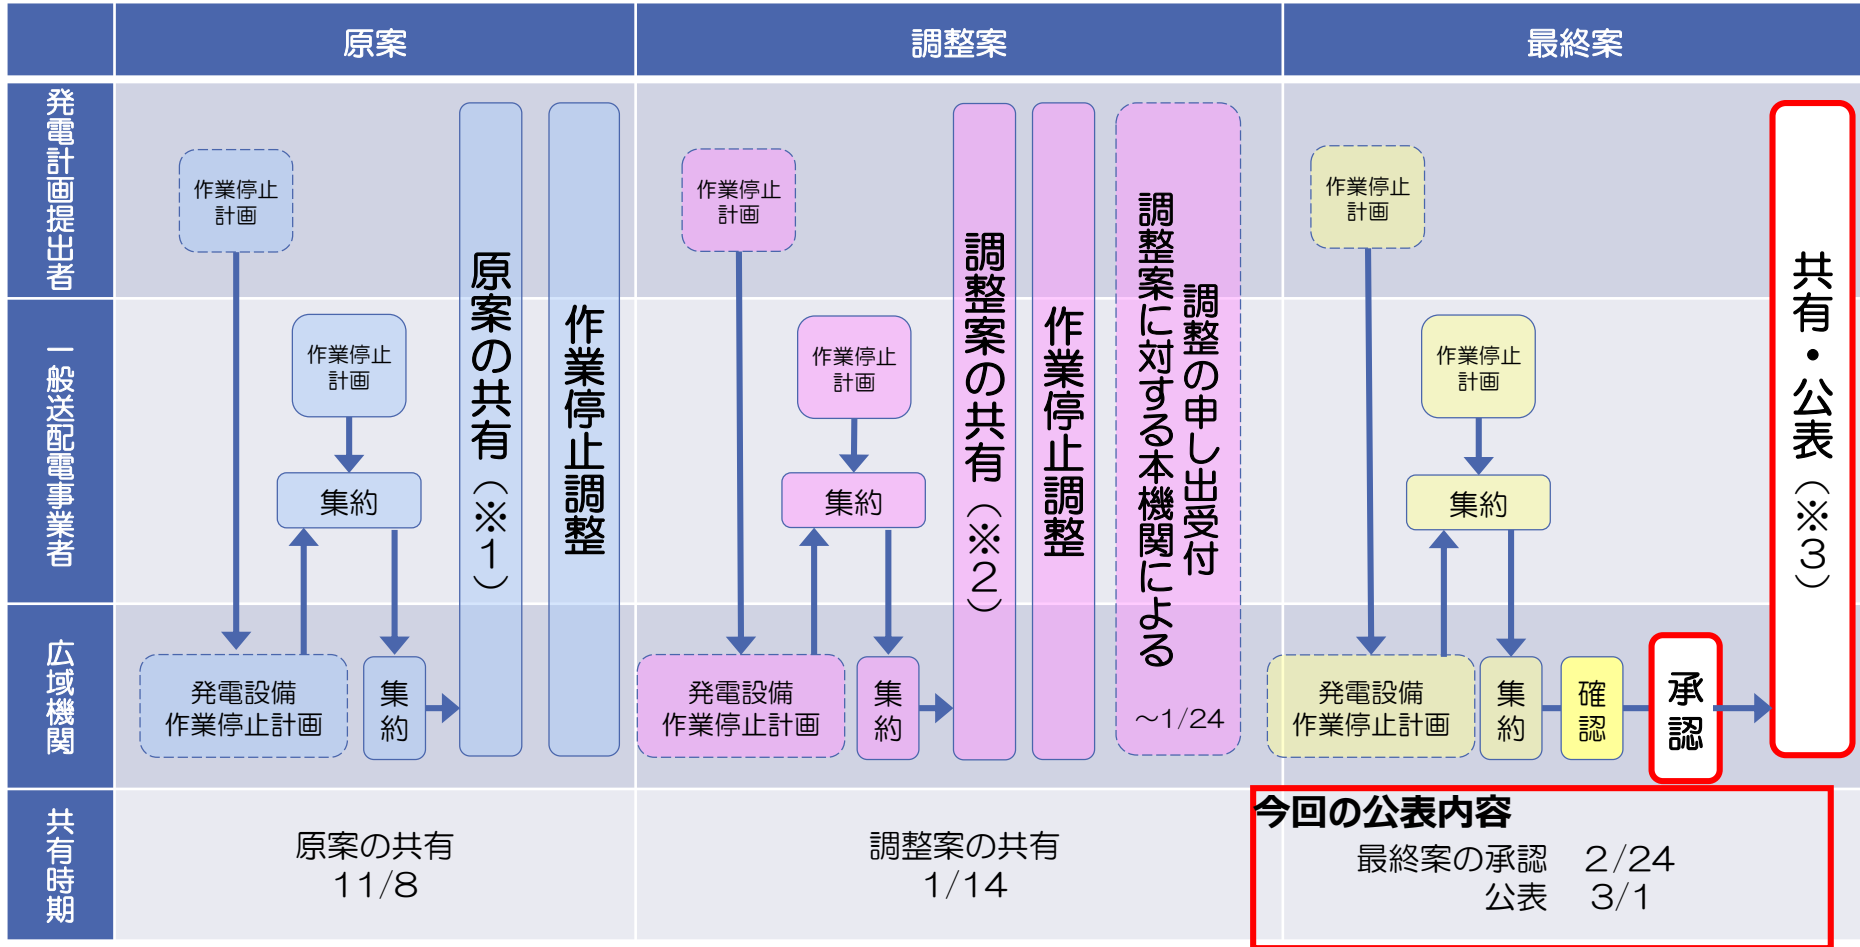 原案
調整案
最終案
発電計画提出者
作業停止
計画
作業停止
計画
作業停止
計画
一般送配電事業者
作業停止
計画
集約
作業停止
計画
集約
作業停止
計画
集約
原案の共有（※１）
作業停止調整
調整案の共有（※２）
作業停止調整
調整案に対する本機関による
調整の申し出受付
～1/24
共有・公表（※３）
広域機関
発電設備
作業停止計画
集約
発電設備
作業停止計画
集約
発電設備
作業停止計画
集約
確認
承認
共有時期
原案の共有
11/8
調整案の共有
1/14
今回の公表内容
最終案の承認　2/24
公表　3/1